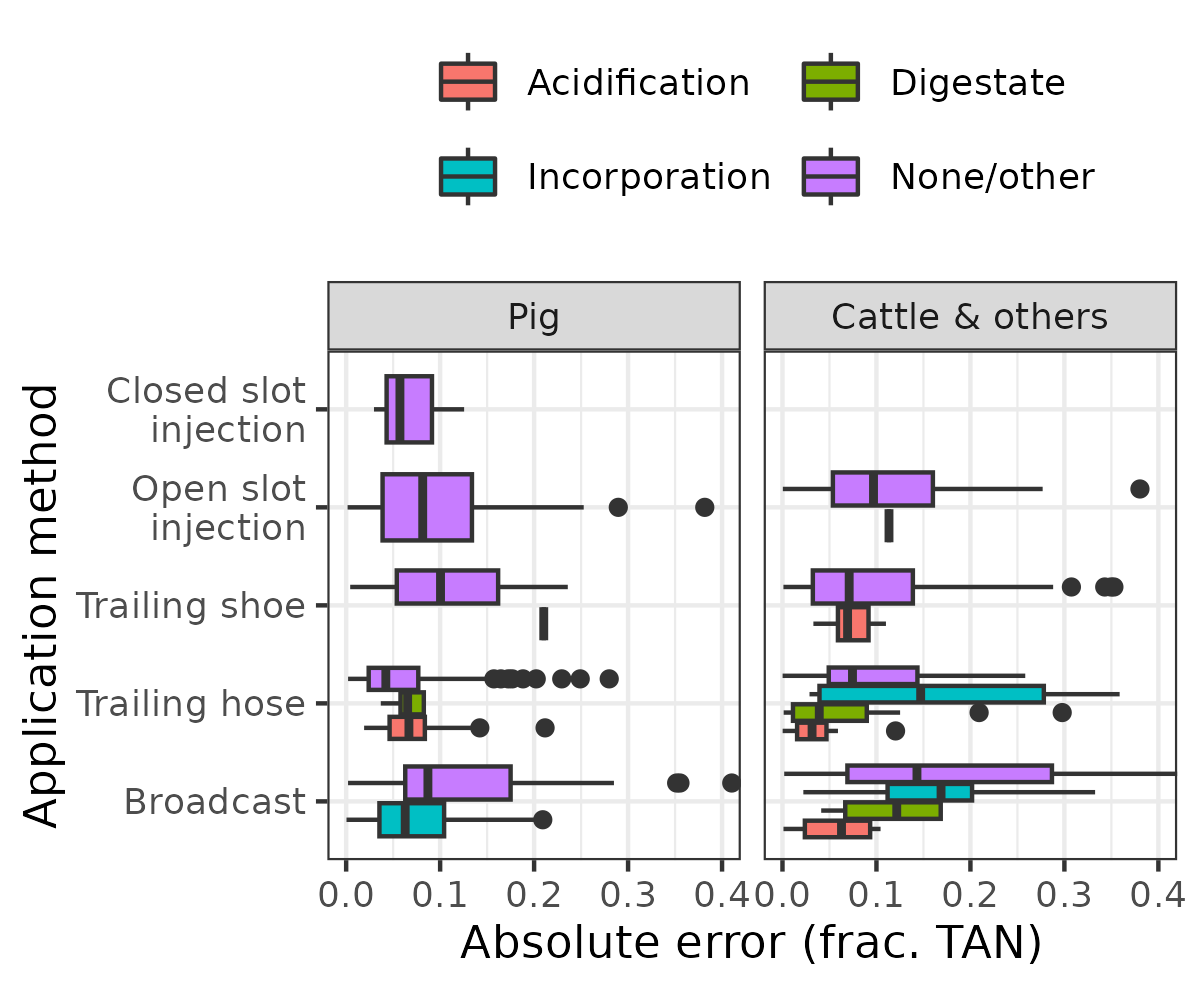 Acidification
Digestate
Incorporation
None/other
Pig
Cattle & others
Application method
Closed slot
injection
Open slot
injection
Trailing shoe
Trailing hose
Broadcast
0.0 0.1 0.2 0.3 0.4 0.0 0.1 0.2 0.3 0.4
Absolute error (frac. TAN)